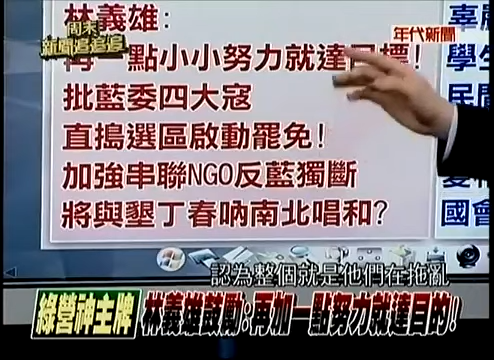 林義雄:
周末
新聞追追追
年代新聞
再一點小小努力就達目標!
批藍委四大寇
直搗選區啟動罷免!
加強串聯NGO反藍獨斷
將與墾丁春吶南北唱和?
學生
民間
國會
認為整個就是他們在拖亂
綠營神主牌
林義雄鼓勵:再加一點努力就達目的!